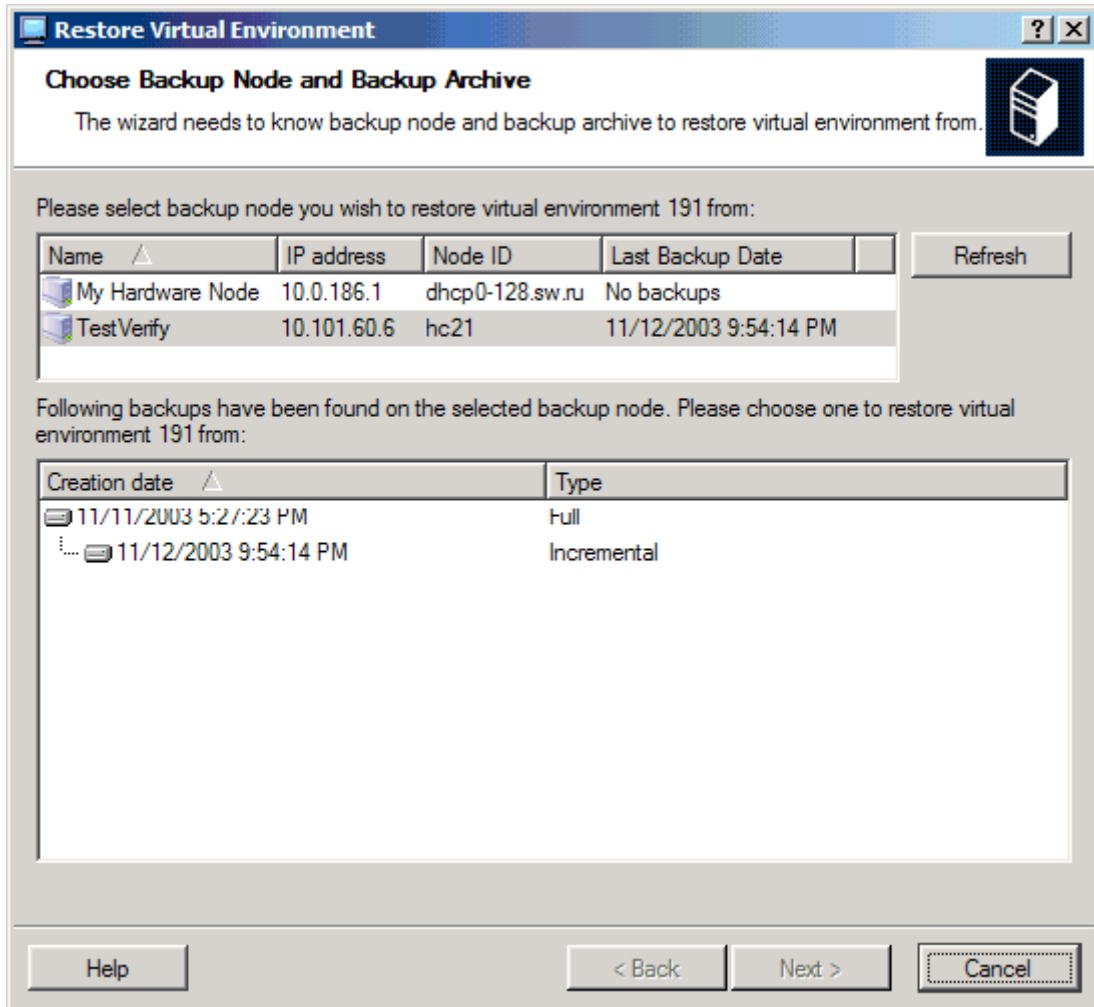 Restore Virtual Environment
Choose Backup Node and Backup Archive
The wizard needs to know backup node and backup archive to restore virtual environment from.
Please select backup node you wish to restore virtual environment 191 from:
Name IP address Node ID Last Backup Date
Refresh
My Hardware Node 10.0.186.1 dhcp0-128.sw.ru No backups
TestVerify 10.101.60.6 hc21 11/12/2003 9:54:14 PM
Following backups have been found on the selected backup node. Please choose one to restore virtual
environment 191 from:
Creation date Type
11/11/2003 5:27:23 PM Full
11/12/2003 9:54:14 PM Incremental
Help < Back Next > Cancel